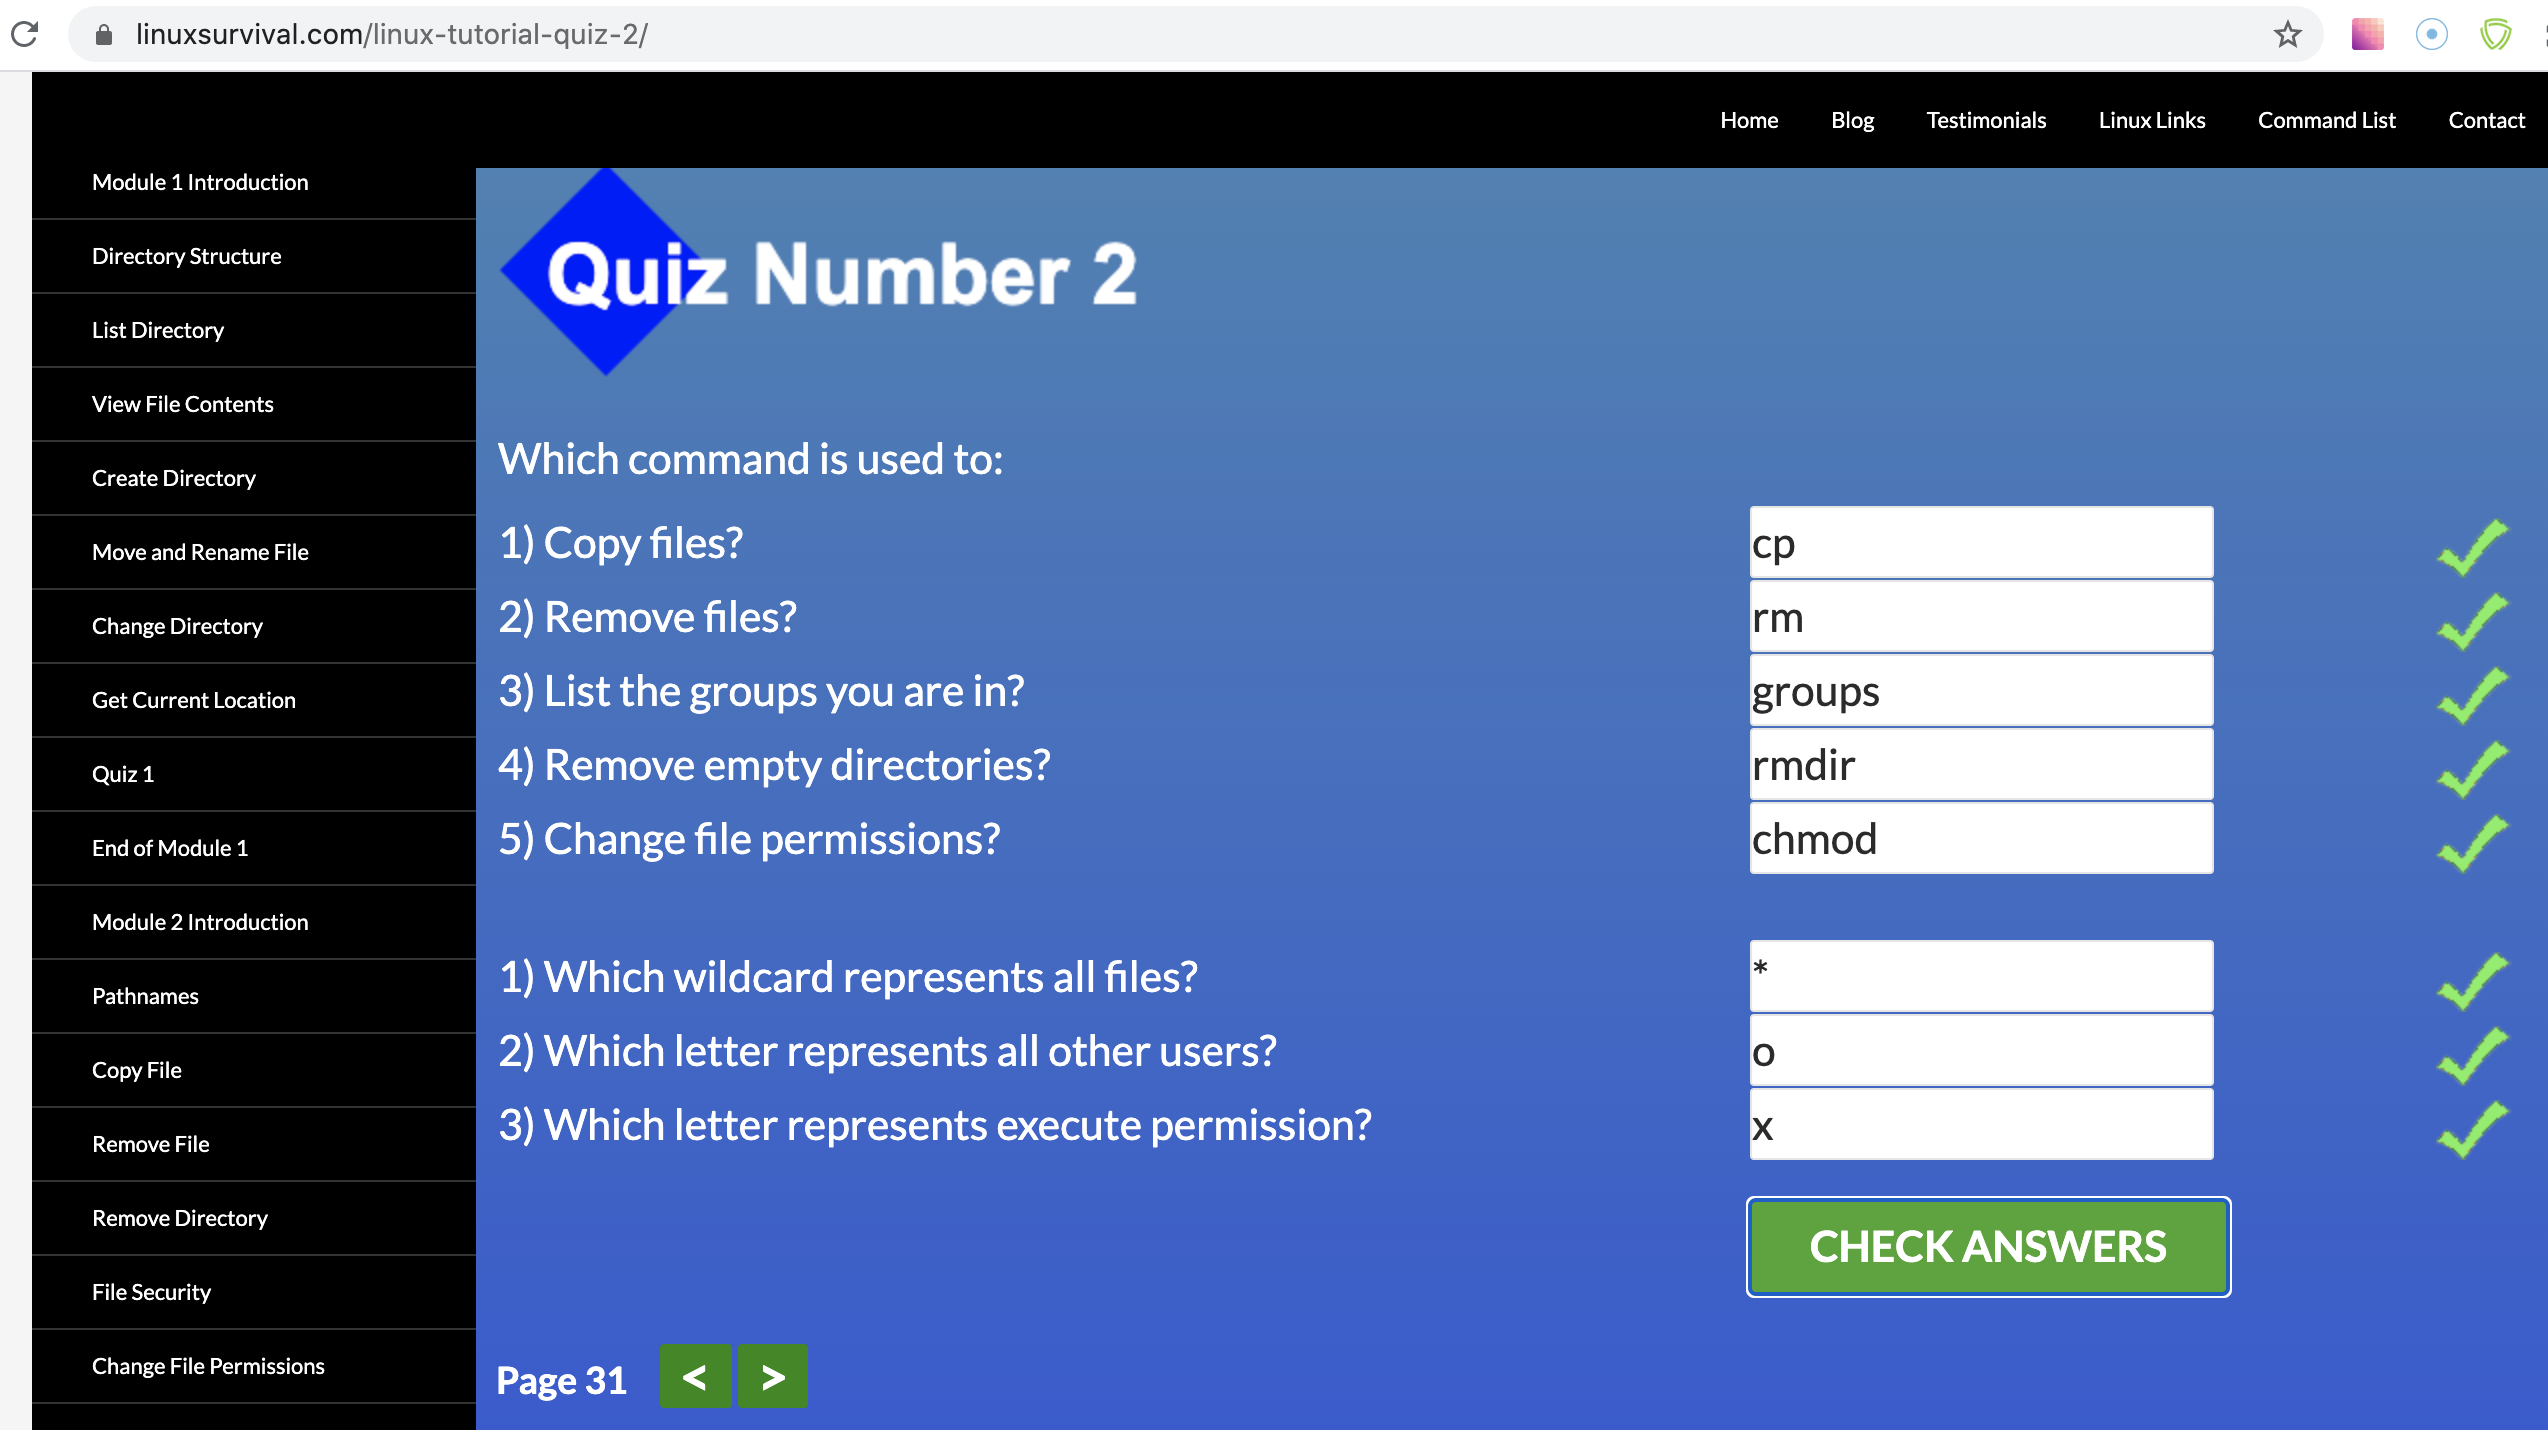 linuxsurvival.com/linux-tutorial-quiz-2/
Home Blog Testimonials Linux Links Command List Contact
Module 1 Introduction
Directory Structure
List Directory
View File Contents
Create Directory
Move and Rename File
Change Directory
Get Current Location
Quiz 1
End of Module 1
Module 2 Introduction
Pathnames
Copy File
Remove File
Remove Directory
File Security
Change File Permissions
Quiz Number 2
Which command is used to:
1) Copy files? cp
2) Remove files? rm
3) List the groups you are in? groups
4) Remove empty directories? rmdir
5) Change file permissions? chmod
1) Which wildcard represents all files? *
2) Which letter represents all other users? o
3) Which letter represents execute permission? x
CHECK ANSWERS
Page 31 < >